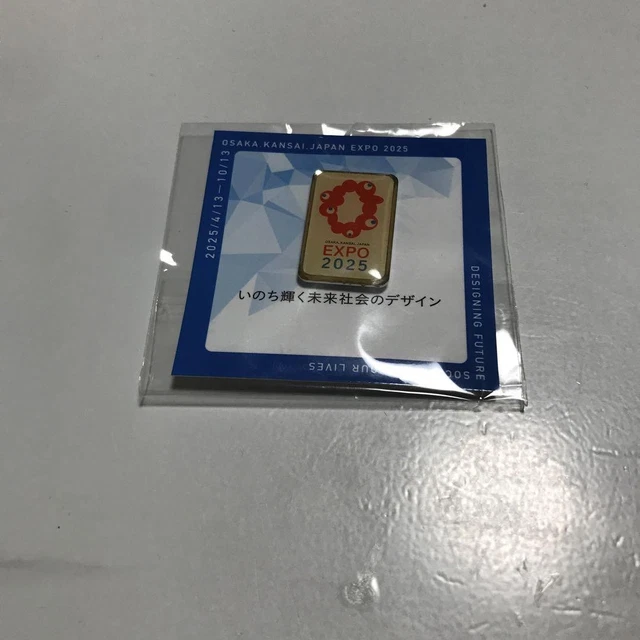 OSAKA KANSAI JAPAN EXPO 2025
2025/4/13—10/13
OSAKA, KANSAI, JAPAN
EXPO
2025
いのち輝く未来社会のデザイン
DESIGNING FUTURE
OUR LIVES